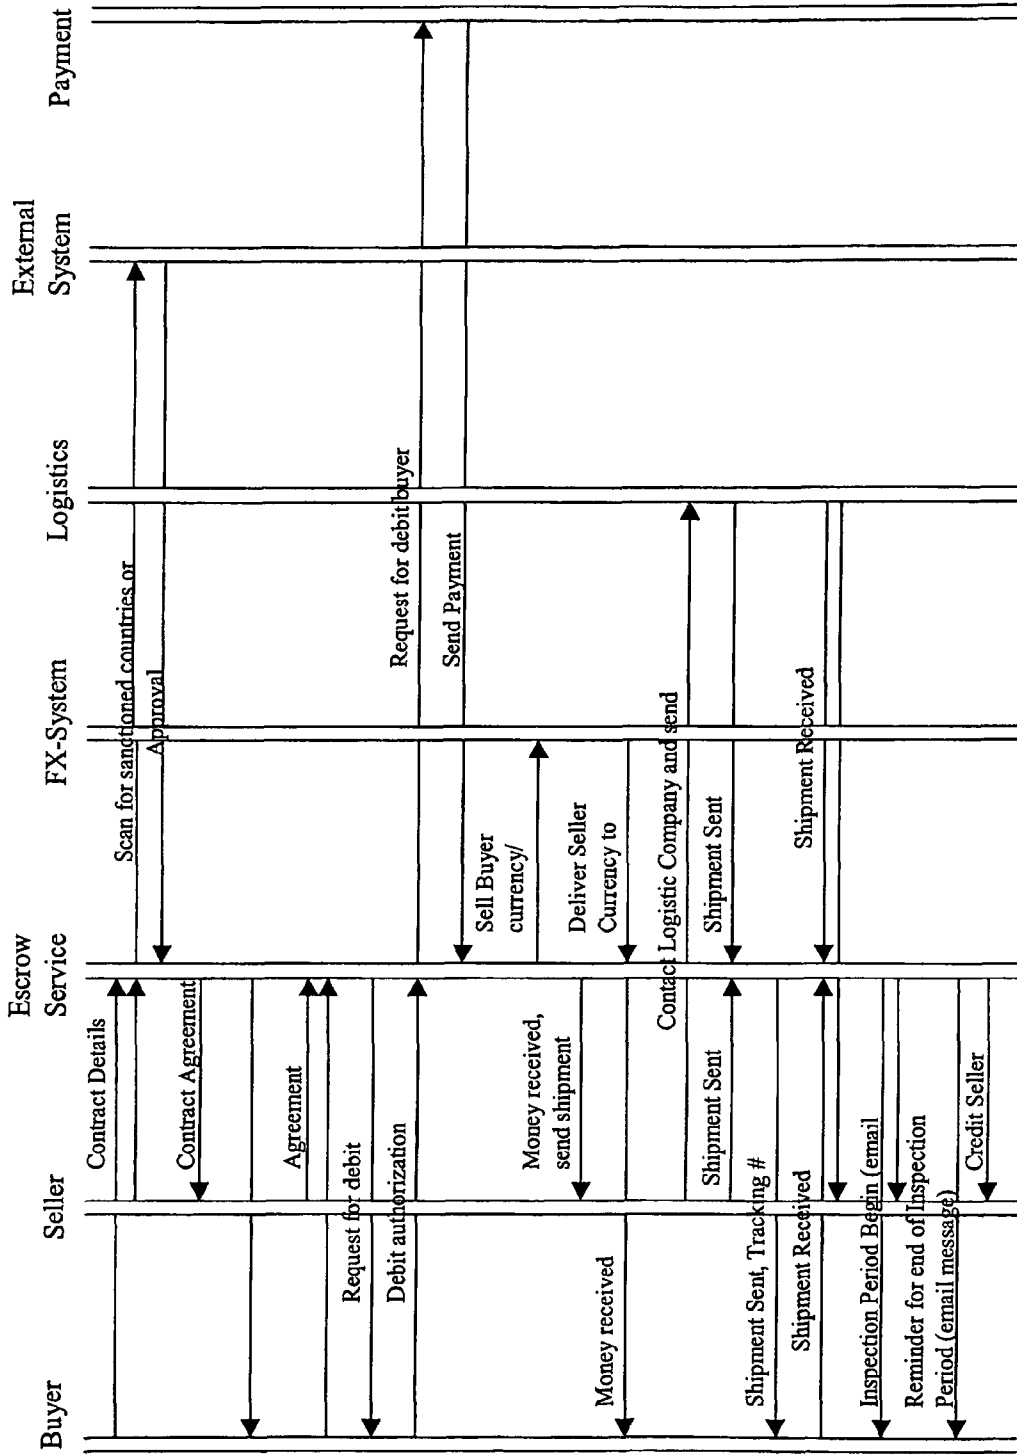 Buyer
Seller
Escrow
Service
FX-System
Logistics
External
System
Payment
Contract Details
Scan for sanctioned countries or
Approval
Contract Agreement
Agreement
Request for debit
Debit authorization
Request for debit buyer
Send Payment
Sell Buyer
currency/
Money received,
send shipment
Deliver Seller
Currency to
Money received
Contact Logistic Company and send
Shipment Sent
Shipment Sent
Shipment Sent, Tracking #
Shipment Received
Shipment Received
Inspection Period Begin (email
Reminder for end of Inspection
Period (email message)
Credit Seller